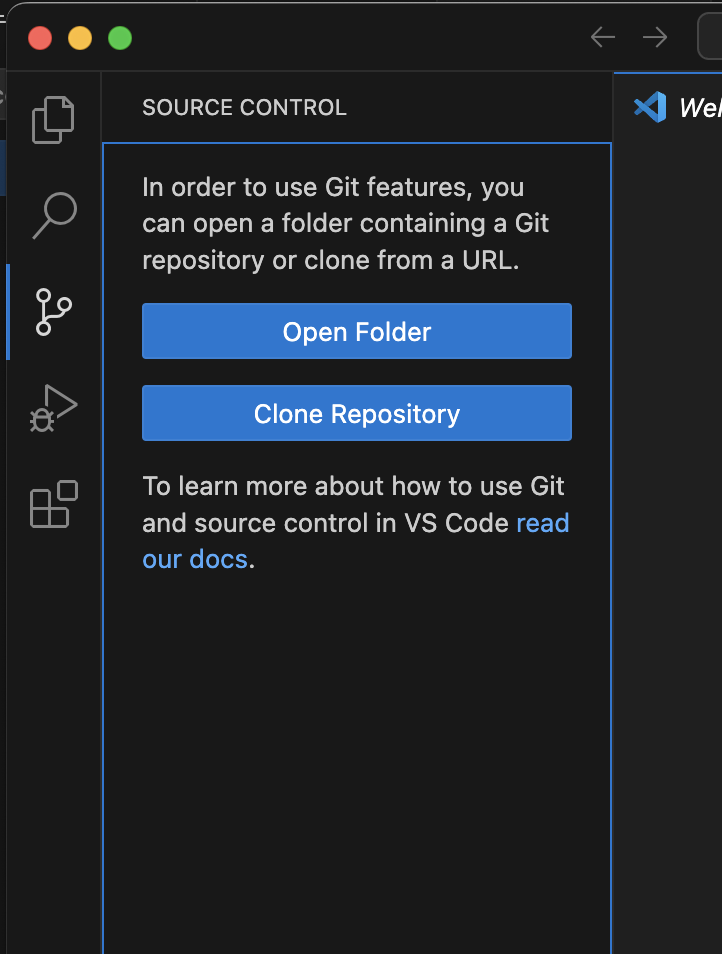 SOURCE CONTROL
In order to use Git features, you
can open a folder containing a Git
repository or clone from a URL.
Open Folder
Clone Repository
To learn more about how to use Git
and source control in VS Code read
our docs.